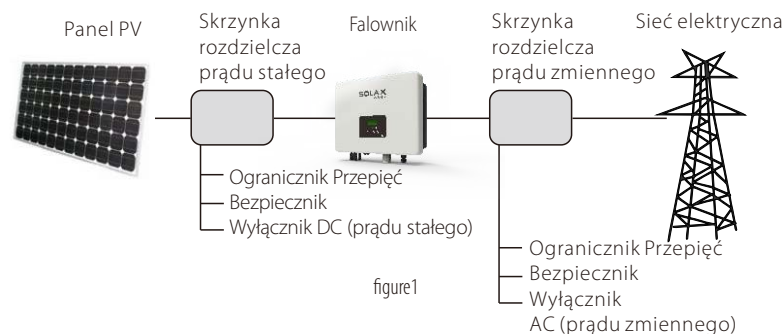 Panel PV
Skrzynka
rozdzielcza
prądu stałego
Falownik
Skrzynka
rozdzielcza
prądu zmiennego
Sieć elektryczna
SOLAX
Ogranicznik Przepięć
Bezpiecznik
Wyłącznik DC (prądu stałego)
figure1
Ogranicznik Przepięć
Bezpiecznik
Wyłącznik
AC (prądu zmiennego)